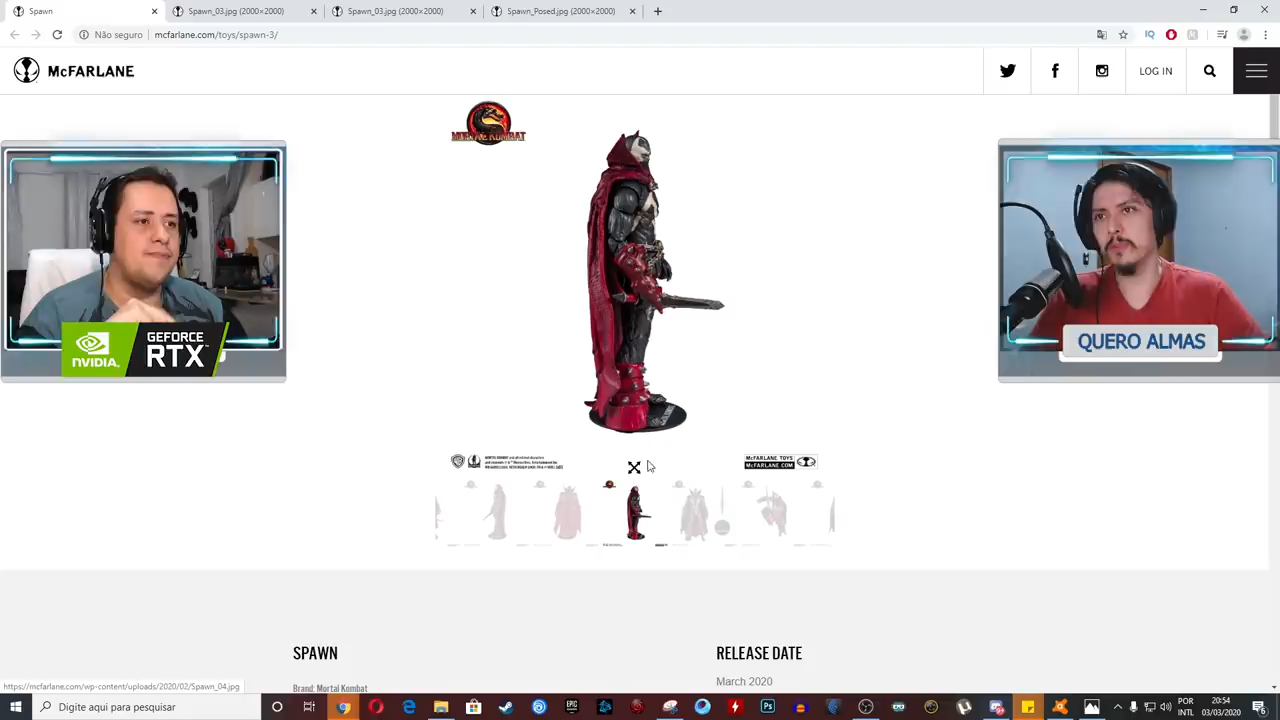 Spawn
Spawn_03.jpg (2000×2000)
Spawn_03.jpg (2000×2000)
Spawn_Posed.jpg (2000×2000)
Não seguro
mcfarlane.com/toys/spawn-3/
McFARLANE
LOG IN
MORTAL KOMBAT
NVIDIA.
GEFORCE
RTX
QUERO ALMAS
McFARLANE TOYS
McFARLANE.COM
SPAWN
RELEASE DATE
Brand: Mortal Kombat
March 2020
https://mcfarlane.com/wp-content/uploads/2020/02/Spawn_04.jpg
Digite aqui para pesquisar
POR
INTL
20:54
03/03/2020